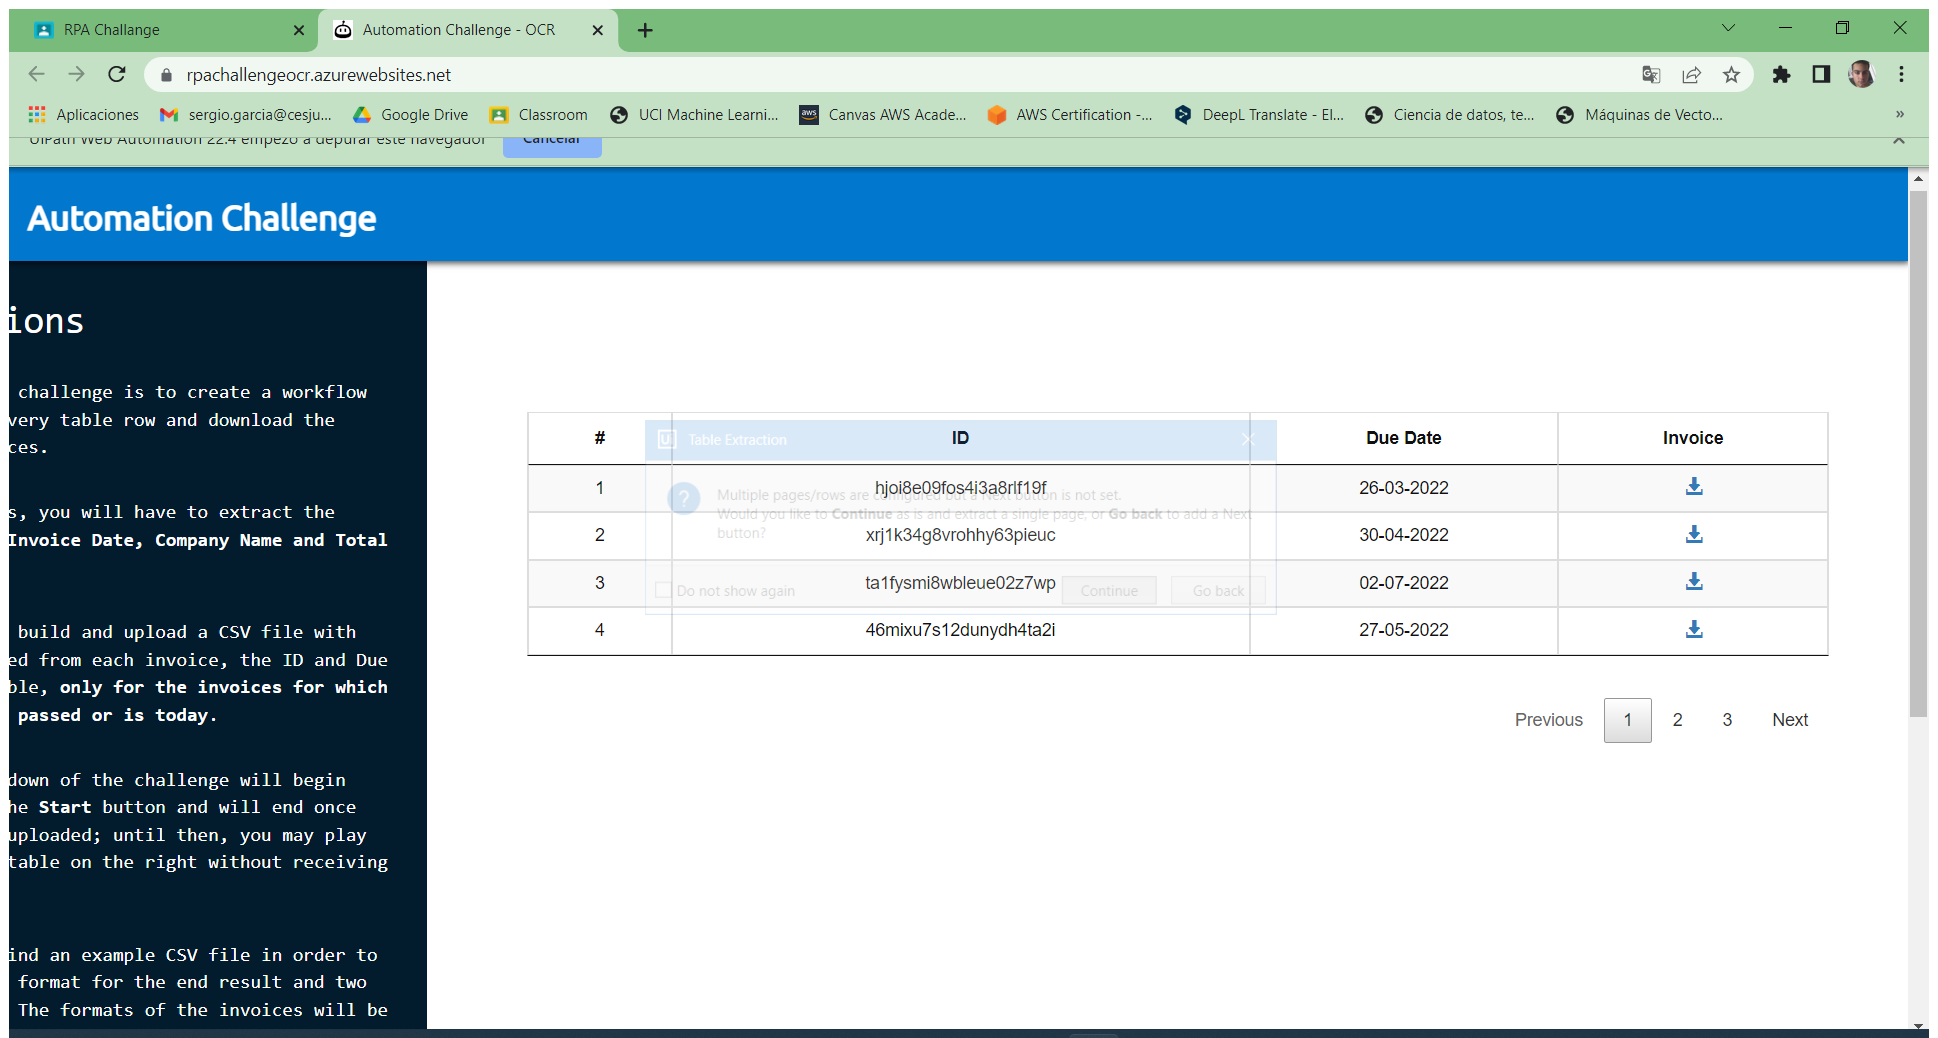 RPA Challange
Automation Challenge - OCR
rpachallengeocr.azurewebsites.net
Aplicaciones
sergio.garcia@cesju...
Google Drive
Classroom
UCI Machine Learni...
aws
Canvas AWS Acade...
AWS Certification -...
DeepL Translate - El...
Ciencia de datos, te...
Máquinas de Vecto...
»
UiPath Web Automation 22.4 empezó a depurar este navegador
Cancelar
Automation Challenge
ions
challenge is to create a workflow
very table row and download the
ces.
s, you will have to extract the
Invoice Date, Company Name and Total
build and upload a CSV file with
ed from each invoice, the ID and Due
ble, only for the invoices for which
passed or is today.
down of the challenge will begin
he Start button and will end once
uploaded; until then, you may play
table on the right without receiving
ind an example CSV file in order to
format for the end result and two
The formats of the invoices will be
# ID Due Date Invoice
1 hjoi8e09fos4i3a8rlf19f 26-03-2022
2 xrj1k34g8vrohhy63pieuc 30-04-2022
3 ta1fysmi8wbleue02z7wp 02-07-2022
4 46mixu7s12dunydh4ta2i 27-05-2022
Previous 1 2 3 Next
Ui Table Extraction
Multiple pages/rows are configured but a Next button is not set.
Would you like to Continue as is and extract a single page, or Go back to add a Next
button?
Do not show again
Continue
Go back